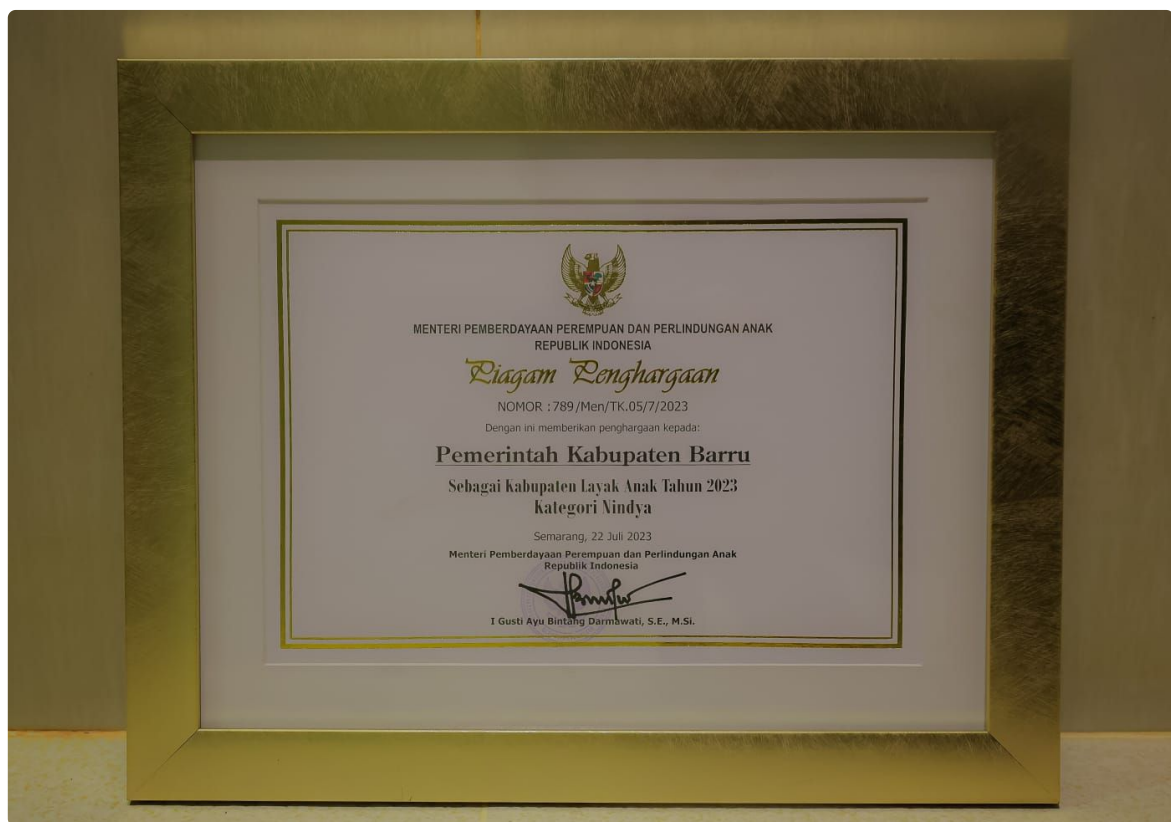 MENTERI PEMBERDAYAAN PEREMPUAN DAN PERLINDUNGAN ANAK
REPUBLIK INDONESIA
Piagam Penghargaan
NOMOR : 789/Men/TK.05/7/2023
Dengan ini memberikan penghargaan kepada:
Pemerintah Kabupaten Barru
Sebagai Kabupaten Layak Anak Tahun 2023
Kategori Nindya
Semarang, 22 Juli 2023
Menteri Pemberdayaan Perempuan dan Perlindungan Anak
Republik Indonesia
I Gusti Ayu Bintang Darmawati, S.E., M.Si.